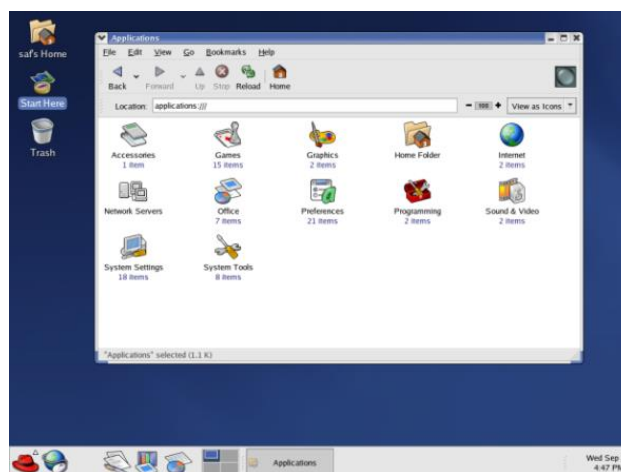 saf's Home
Start Here
Trash
Applications
File Edit View Go Bookmarks Help
Back Forward Up Stop Reload Home
Location: applications:///
100
View as Icons
Accessories
1 item
Games
15 items
Graphics
2 items
Home Folder
Internet
2 items
Network Servers
Office
7 items
Preferences
21 items
Programming
2 items
Sound & Video
2 items
System Settings
18 items
System Tools
8 items
"Applications" selected (1.1 K)
Applications
Wed Sep
4:47 PM